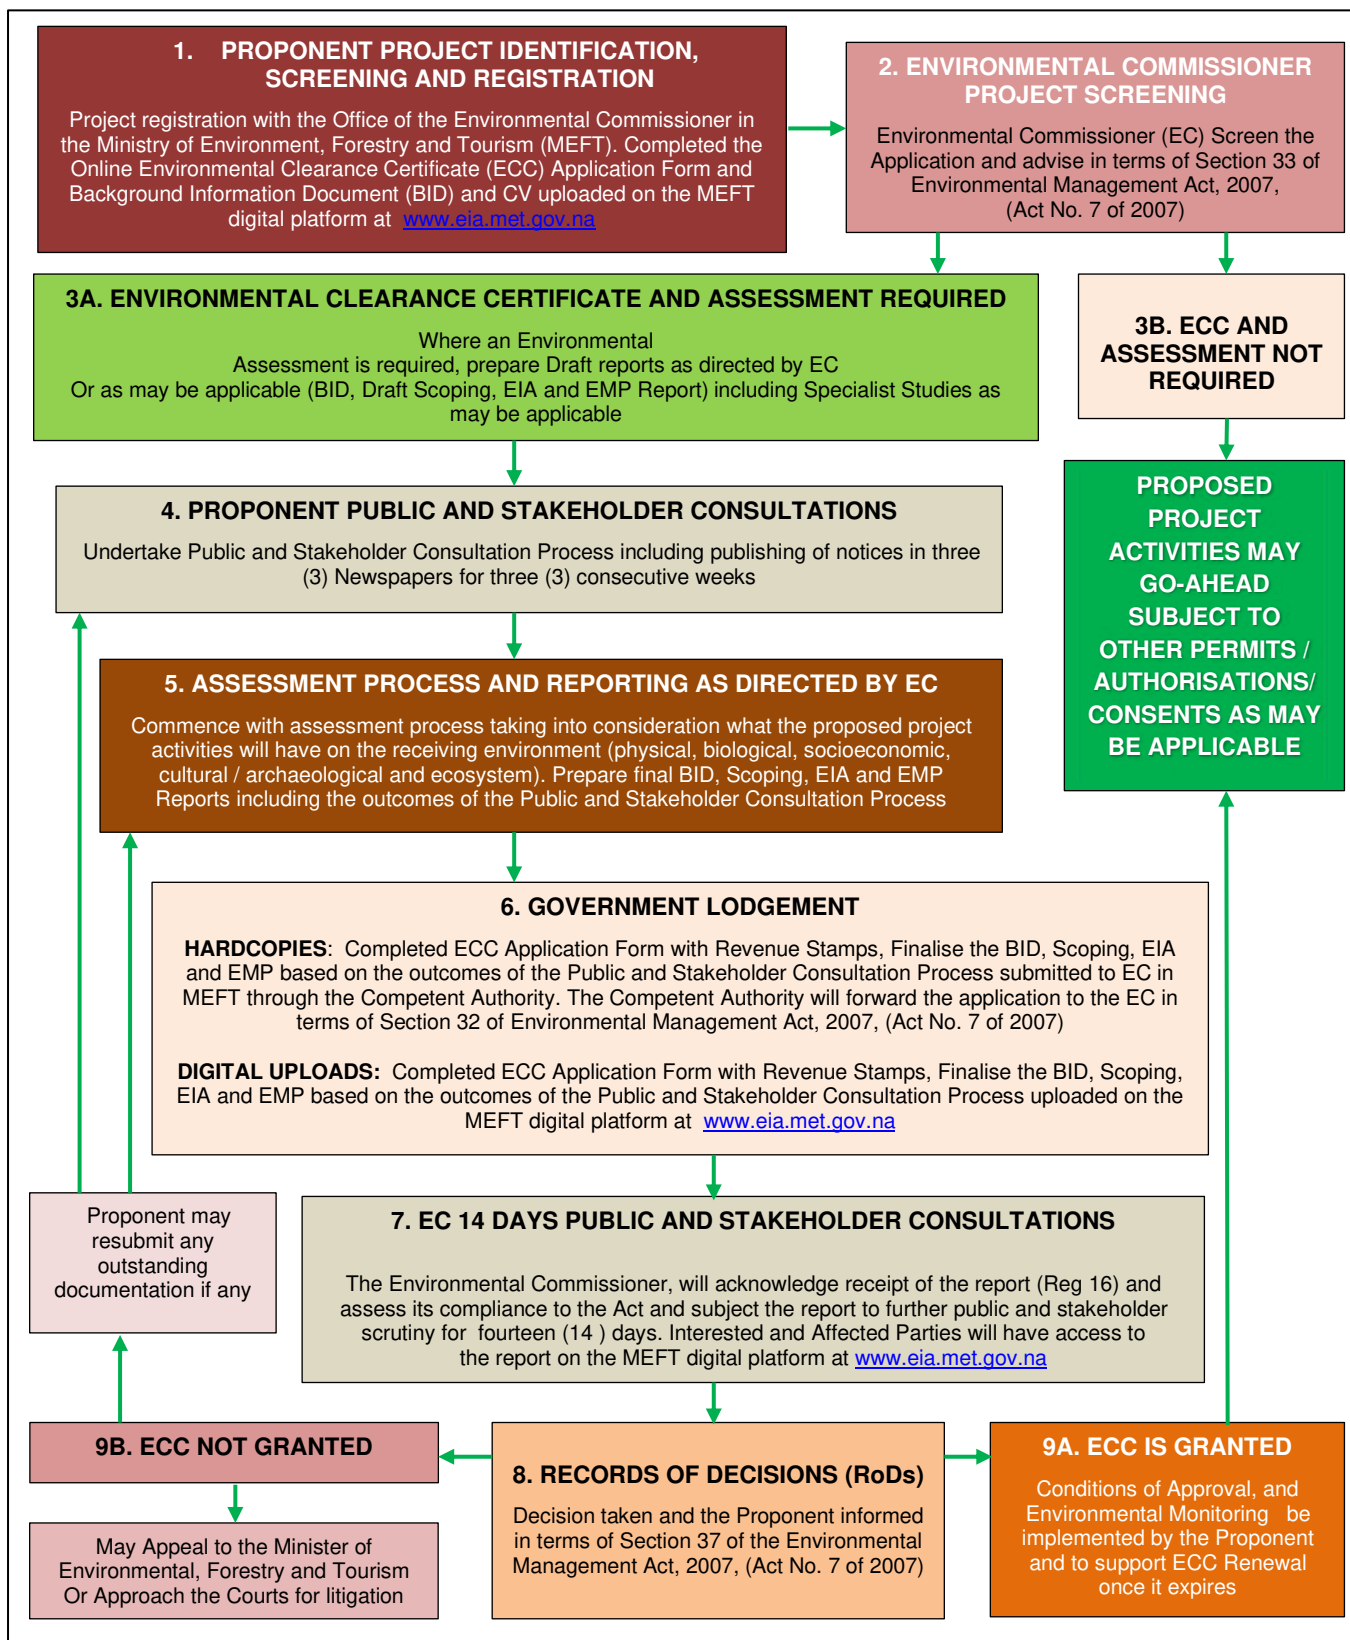 1. PROPONENT PROJECT IDENTIFICATION,
SCREENING AND REGISTRATION
Project registration with the Office of the Environmental Commissioner in
the Ministry of Environment, Forestry and Tourism (MEFT). Completed the
Online Environmental Clearance Certificate (ECC) Application Form and
Background Information Document (BID) and CV uploaded on the MEFT
digital platform at www.eia.met.gov.na
2. ENVIRONMENTAL COMMISSIONER
PROJECT SCREENING
Environmental Commissioner (EC) Screen the
Application and advise in terms of Section 33 of
Environmental Management Act, 2007,
(Act No. 7 of 2007)
3A. ENVIRONMENTAL CLEARANCE CERTIFICATE AND ASSESSMENT REQUIRED
Where an Environmental
Assessment is required, prepare Draft reports as directed by EC
Or as may be applicable (BID, Draft Scoping, EIA and EMP Report) including Specialist Studies as
may be applicable
3B. ECC AND
ASSESSMENT NOT
REQUIRED
4. PROPONENT PUBLIC AND STAKEHOLDER CONSULTATIONS
Undertake Public and Stakeholder Consultation Process including publishing of notices in three
(3) Newspapers for three (3) consecutive weeks
PROPOSED
PROJECT
ACTIVITIES MAY
GO-AHEAD
SUBJECT TO
OTHER PERMITS /
AUTHORISATIONS/
CONSENTS AS MAY
BE APPLICABLE
5. ASSESSMENT PROCESS AND REPORTING AS DIRECTED BY EC
Commence with assessment process taking into consideration what the proposed project
activities will have on the receiving environment (physical, biological, socioeconomic,
cultural / archaeological and ecosystem). Prepare final BID, Scoping, EIA and EMP
Reports including the outcomes of the Public and Stakeholder Consultation Process
6. GOVERNMENT LODGEMENT
HARDCOPIES: Completed ECC Application Form with Revenue Stamps, Finalise the BID, Scoping, EIA
and EMP based on the outcomes of the Public and Stakeholder Consultation Process submitted to EC in
MEFT through the Competent Authority. The Competent Authority will forward the application to the EC in
terms of Section 32 of Environmental Management Act, 2007, (Act No. 7 of 2007)
DIGITAL UPLOADS: Completed ECC Application Form with Revenue Stamps, Finalise the BID, Scoping,
EIA and EMP based on the outcomes of the Public and Stakeholder Consultation Process uploaded on the
MEFT digital platform at www.eia.met.gov.na
Proponent may
resubmit any
outstanding
documentation if any
7. EC 14 DAYS PUBLIC AND STAKEHOLDER CONSULTATIONS
The Environmental Commissioner, will acknowledge receipt of the report (Reg 16) and
assess its compliance to the Act and subject the report to further public and stakeholder
scrutiny for fourteen (14 ) days. Interested and Affected Parties will have access to
the report on the MEFT digital platform at www.eia.met.gov.na
9B. ECC NOT GRANTED
May Appeal to the Minister of
Environmental, Forestry and Tourism
Or Approach the Courts for litigation
8. RECORDS OF DECISIONS (RoDs)
Decision taken and the Proponent informed
in terms of Section 37 of the Environmental
Management Act, 2007, (Act No. 7 of 2007)
9A. ECC IS GRANTED
Conditions of Approval, and
Environmental Monitoring be
implemented by the Proponent
and to support ECC Renewal
once it expires